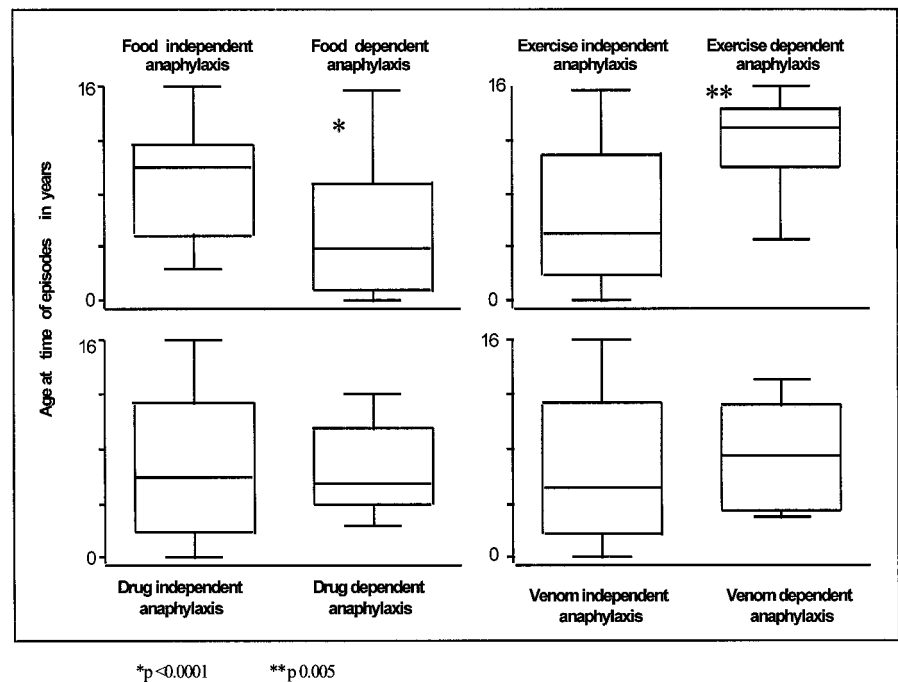 Food independent
anaphylaxis
Food dependent
anaphylaxis
Exercise independent
anaphylaxis
Exercise dependent
anaphylaxis
Age at time of episodes in years
16
*
0
16
**
0
16
0
Drug independent
anaphylaxis
Drug dependent
anaphylaxis
16
0
Venom independent
anaphylaxis
Venom dependent
anaphylaxis
*p <0.0001 **p 0.005